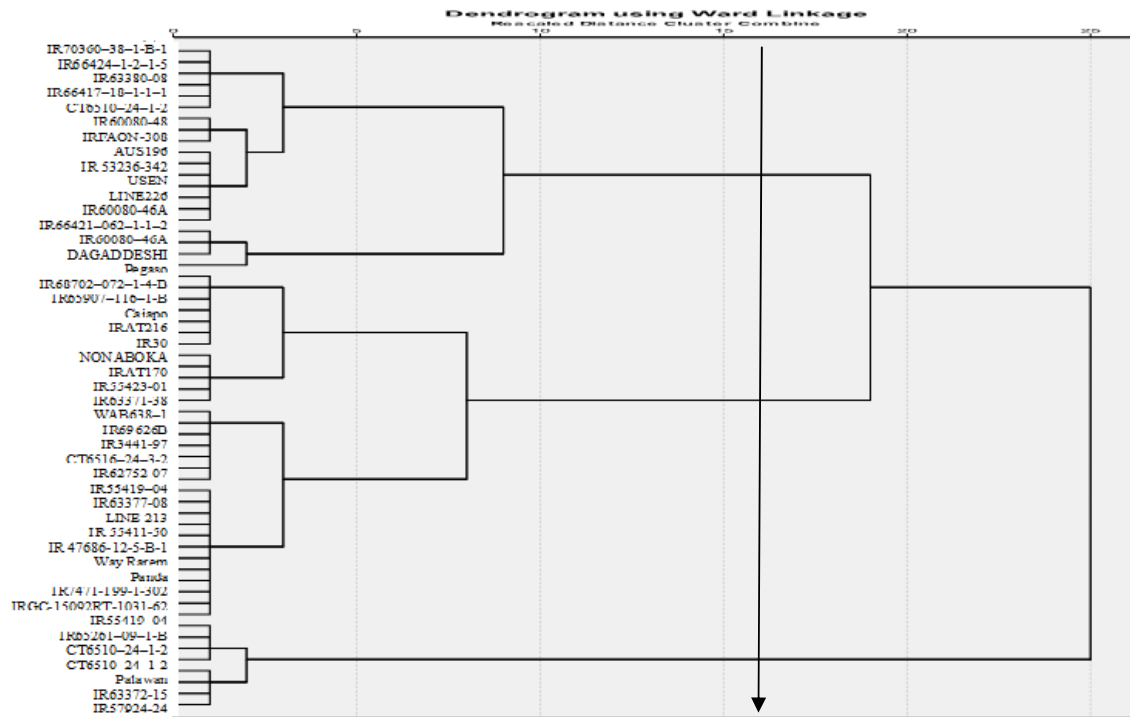 Dendrogram using Ward Linkage
Rescaled Distance Cluster Combine
0 5 10 15 20 25
IR70360-38-1-B-1
IR66424-1-2-1-5
IR63380-08
IR66417-18-1-1-1
CT6510-24-1-2
IR60080-48
IRFAON-308
AUS196
IR 53236-342
USEN
LINE226
IR60080-46A
IR66421-062-1-1-2
IR60080-46A
DAGADDESHI
Pegaso
IR68702-072-1-4-B
IR65907-116-1-B
Caiapo
IRAT216
IR30
NONABOKA
IRAT170
IR55423-01
IR63371-38
WAB638-1
IR69626B
IR3441-97
CT6516-24-3-2
IR62752-07
IR55419-04
IR63377-08
LINE 213
IR 55411-50
IR 47686-12-5-B-1
Way Rarem
Panda
IR7471-199-1-302
IRGC-15092RT-1031-62
IR55419-04
IR65261-09-1-B
CT6510-24-1-2
CT6510-24-1-2
Palawan
IR63372-15
IR57924-24